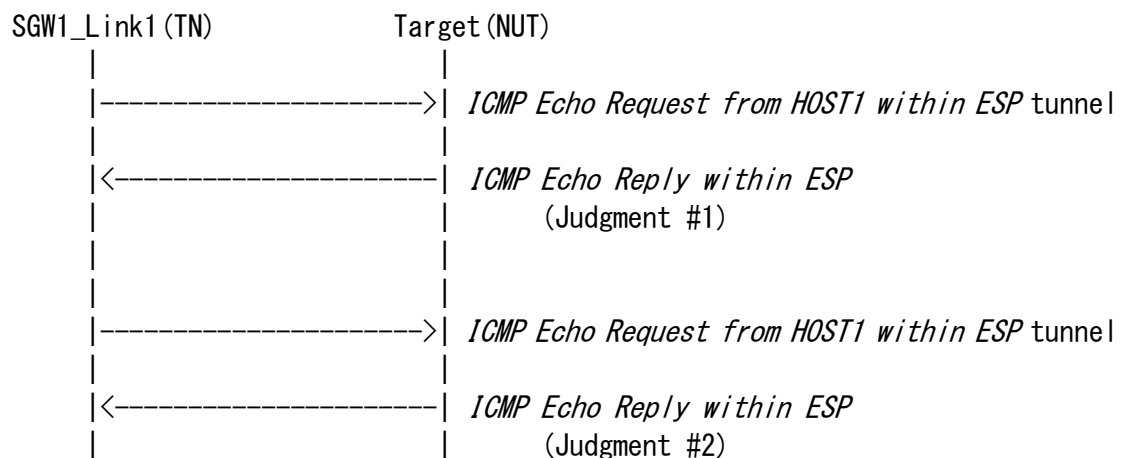 SGW1_Link1(TN) Target(NUT)
| |
|---------------------->| ICMP Echo Request from HOST1 within ESP tunnel
| |
|<-----------------------| ICMP Echo Reply within ESP
| | (Judgment #1)
| |
| |
|---------------------->| ICMP Echo Request from HOST1 within ESP tunnel
| |
|<-----------------------| ICMP Echo Reply within ESP
| | (Judgment #2)